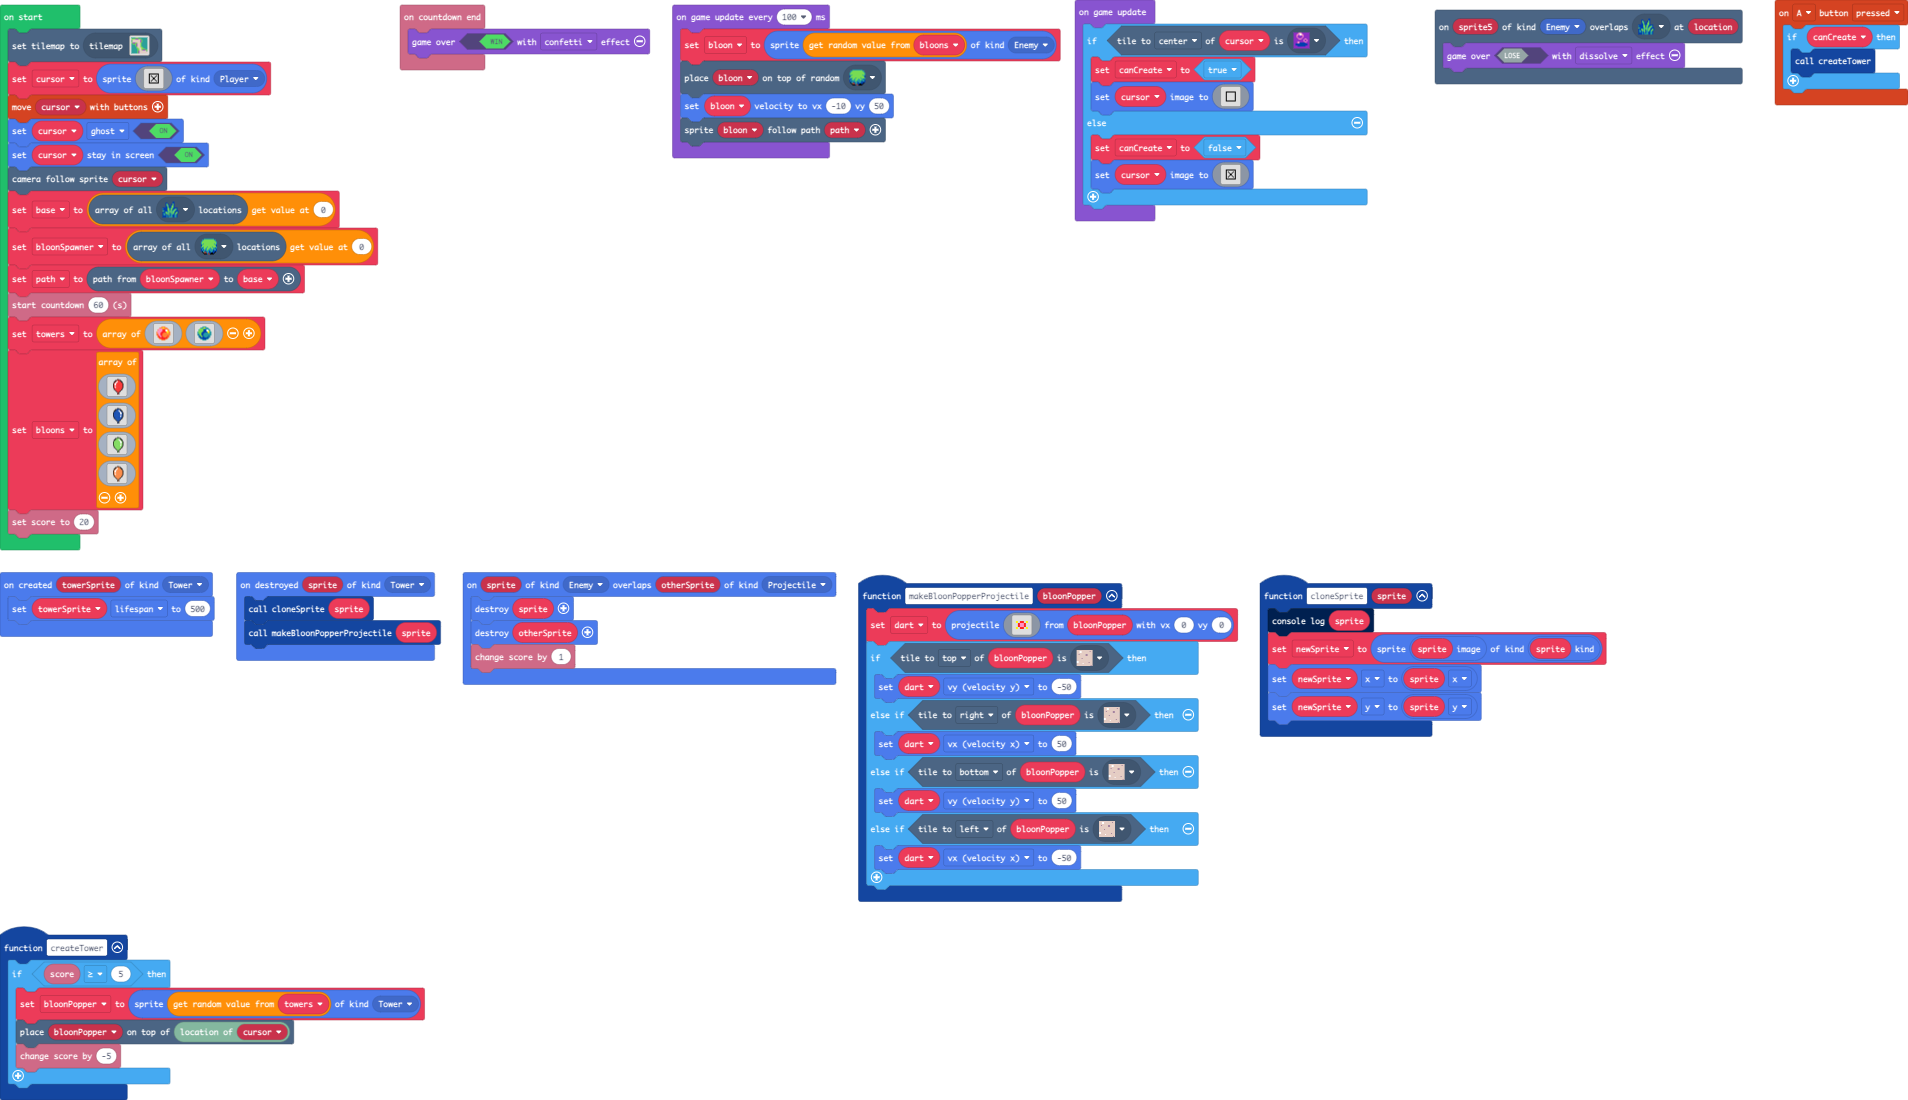 on start
set tilemap to tilemap
set cursor to sprite of kind Player
move cursor with buttons
set cursor ghost ON
set cursor stay in screen ON
camera follow sprite cursor
set base to array of all locations get value at 0
set bloonSpawner to array of all locations get value at 0
set path to path from bloonSpawner to base
start countdown 60 (s)
set towers to array of
set bloons to array of
set score to 20
on countdown end
game over WIN with confetti effect
on game update every 100 ms
set bloon to sprite get random value from bloons of kind Enemy
place bloon on top of random
set bloon velocity to vx -10 vy 50
sprite bloon follow path path
on game update
if tile to center of cursor is then
set canCreate to true
set cursor image to
else
set canCreate to false
set cursor image to
on sprite5 of kind Enemy overlaps at location
game over LOSE with dissolve effect
on A button pressed
if canCreate then
call createTower
on created towerSprite of kind Tower
set towerSprite lifespan to 500
on destroyed sprite of kind Tower
call cloneSprite sprite
call makeBloonPopperProjectile sprite
on sprite of kind Enemy overlaps otherSprite of kind Projectile
destroy sprite
destroy otherSprite
change score by 1
function makeBloonPopperProjectile bloonPopper
set dart to projectile from bloonPopper with vx 0 vy 0
if tile to top of bloonPopper is then
set dart vy (velocity y) to -50
else if tile to right of bloonPopper is then
set dart vx (velocity x) to 50
else if tile to bottom of bloonPopper is then
set dart vy (velocity y) to 50
else if tile to left of bloonPopper is then
set dart vx (velocity x) to -50
function cloneSprite sprite
console log sprite
set newSprite to sprite sprite image of kind sprite kind
set newSprite x to sprite x
set newSprite y to sprite y
function createTower
if score ≥ 5 then
set bloonPopper to sprite get random value from towers of kind Tower
place bloonPopper on top of location of cursor
change score by -5